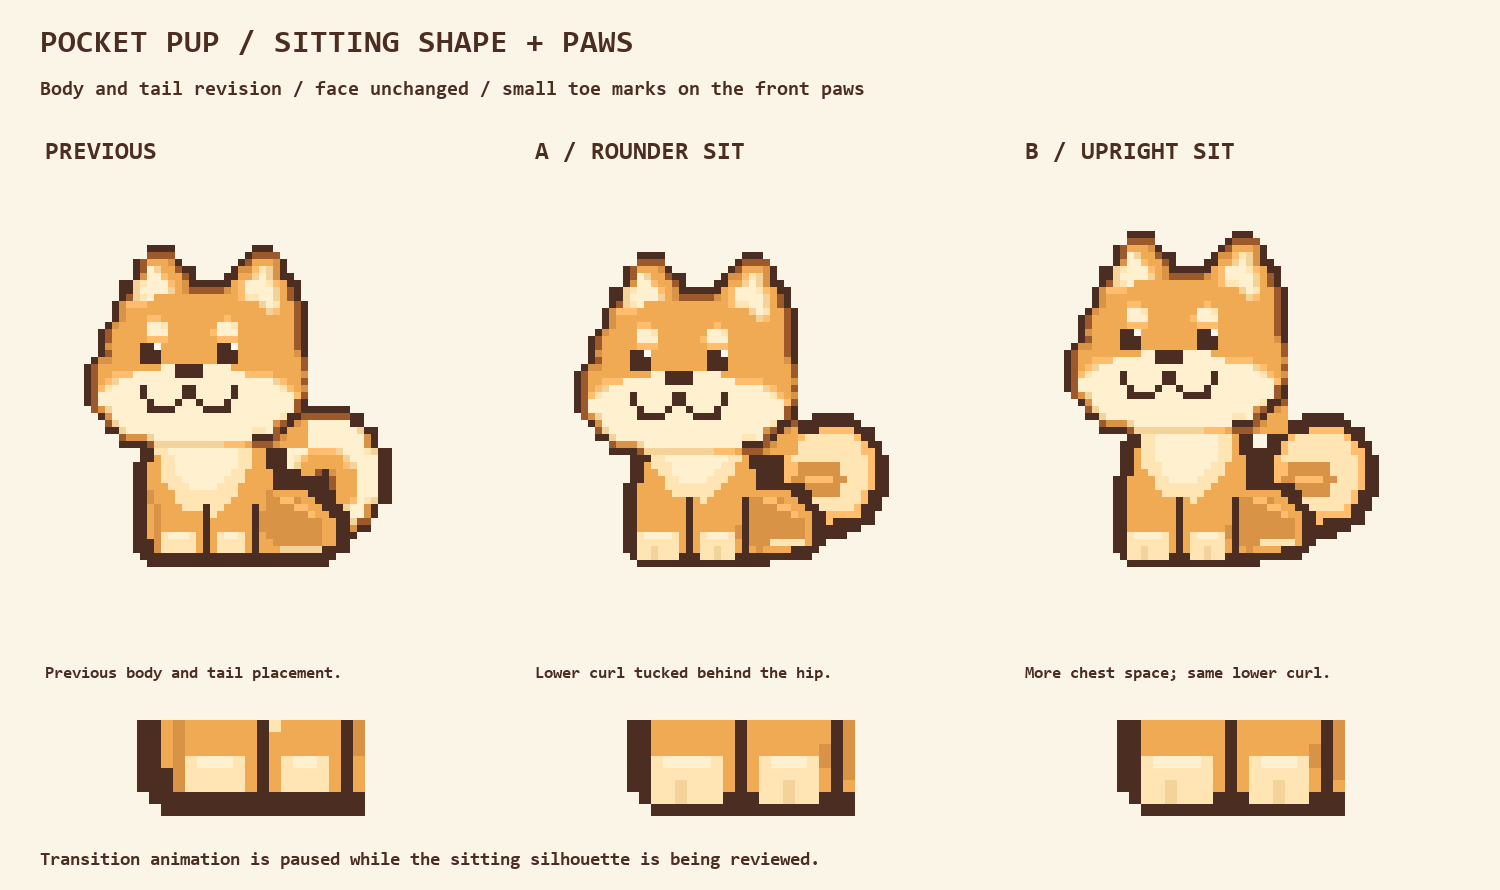 POCKET PUP / SITTING SHAPE + PAWS
Body and tail revision / face unchanged / small toe marks on the front paws
PREVIOUS
A / ROUNDER SIT
B / UPRIGHT SIT
Previous body and tail placement.
Lower curl tucked behind the hip.
More chest space; same lower curl.
Transition animation is paused while the sitting silhouette is being reviewed.